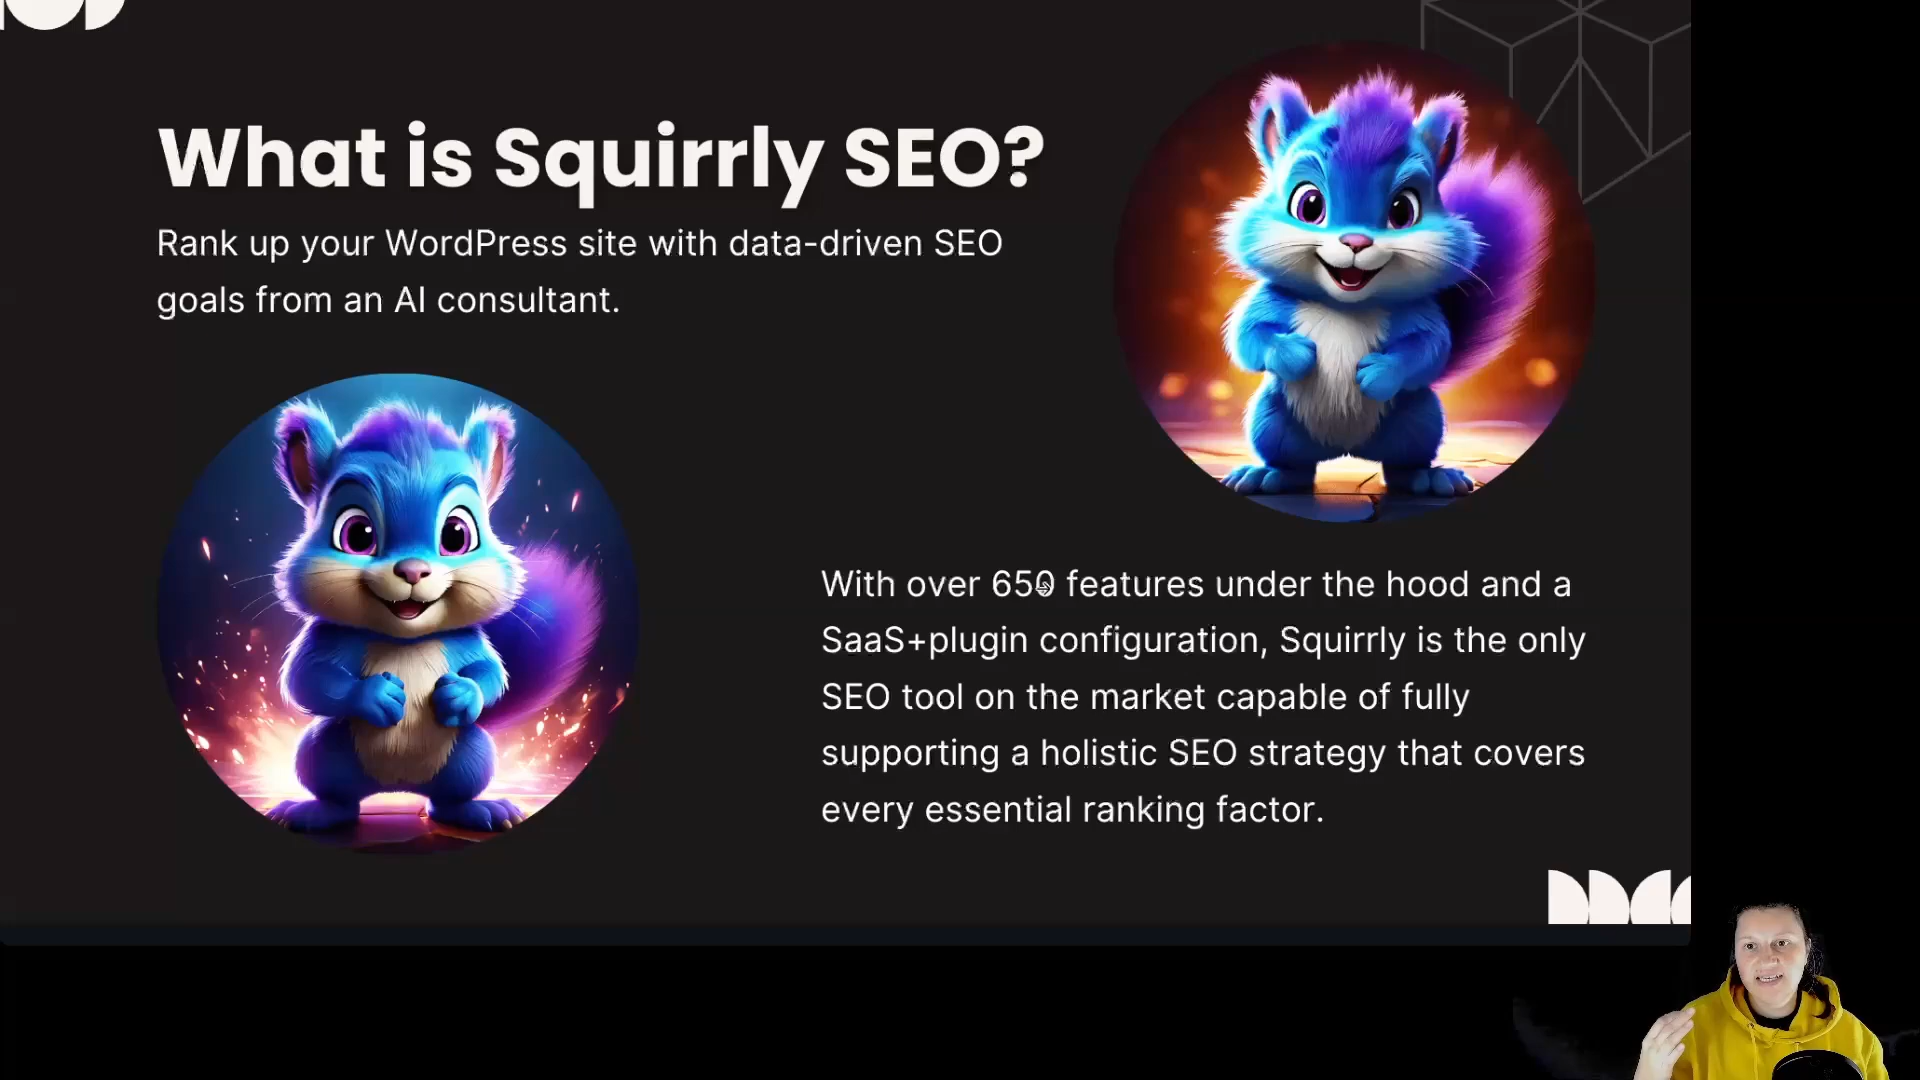 What is Squirrly SEO?
Rank up your WordPress site with data-driven SEO
goals from an AI consultant.
With over 650 features under the hood and a
SaaS+plugin configuration, Squirrly is the only
SEO tool on the market capable of fully
supporting a holistic SEO strategy that covers
every essential ranking factor.